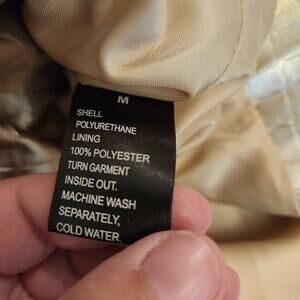 M
SHELL
POLYURETHANE
LINING
100% POLYESTER
TURN GARMENT
INSIDE OUT.
MACHINE WASH
SEPARATELY,
COLD WATER.